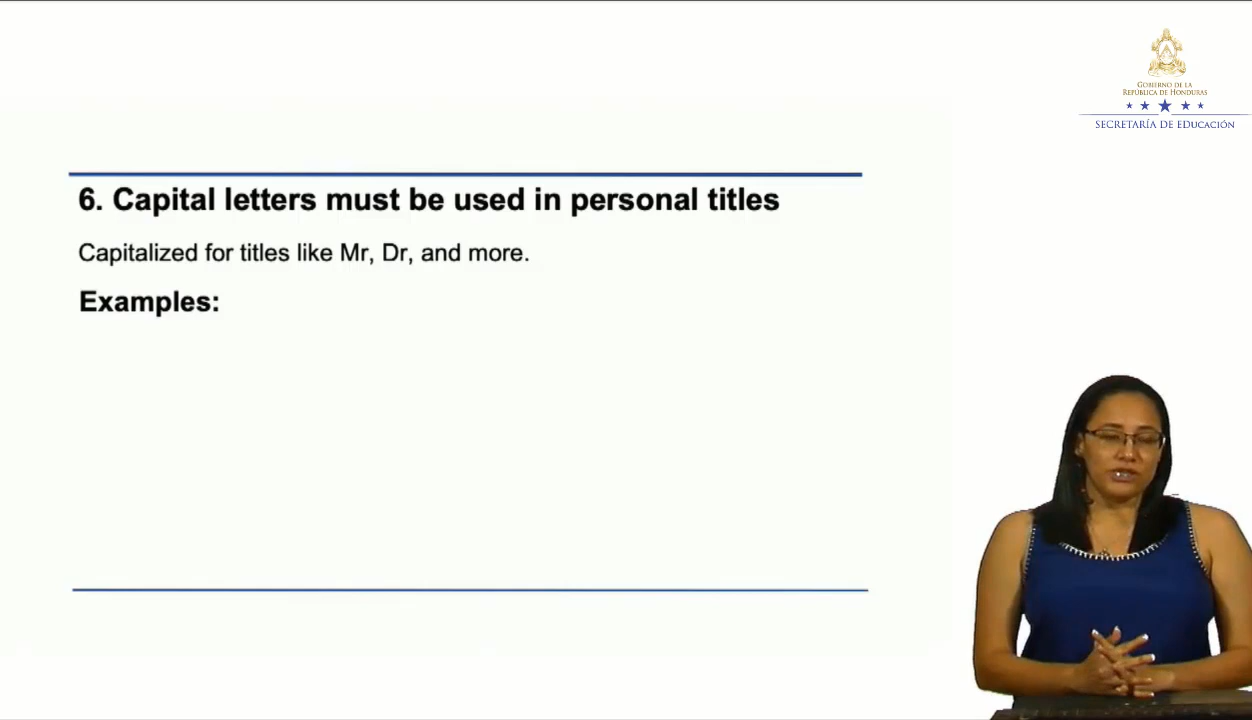 GOBIERNO DE LA
REPÚBLICA DE HONDURAS
SECRETARÍA DE EDUCACIÓN
6. Capital letters must be used in personal titles
Capitalized for titles like Mr, Dr, and more.
Examples: